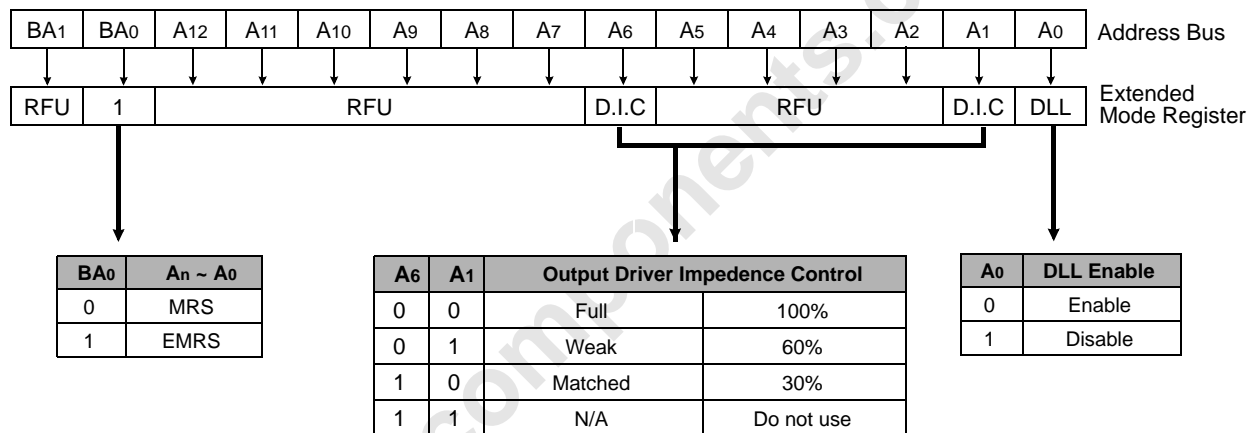 BA1 BA0 A12 A11 A10 A9 A8 A7 A6 A5 A4 A3 A2 A1 A0 Address Bus
RFU 1 RFU D.I.C RFU D.I.C DLL Extended
Mode Register
BA0 An ~ A0
0 MRS
1 EMRS
A6 A1 Output Driver Impedence Control
0 0 Full 100%
0 1 Weak 60%
1 0 Matched 30%
1 1 N/A Do not use
A0 DLL Enable
0 Enable
1 Disable
components.c